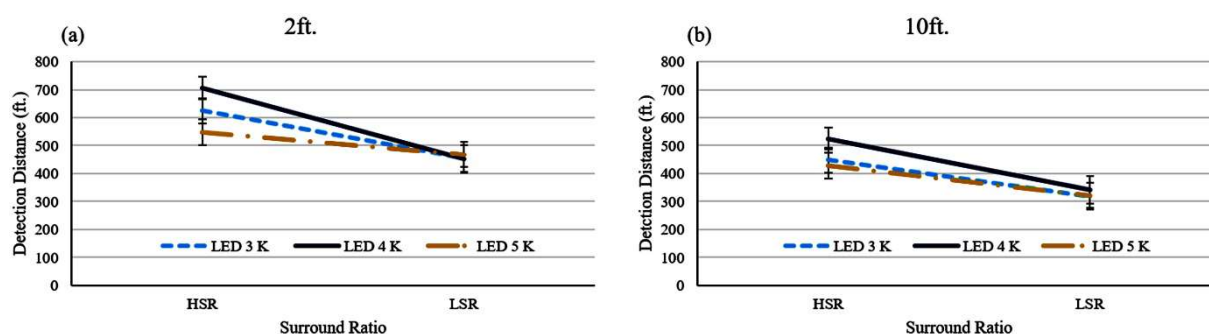 (a)
2ft.
Detection Distance (ft.)
800
700
600
500
400
300
200
100
0
LED 3 K
LED 4 K
LED 5 K
HSR
LSR
Surround Ratio
(b)
10ft.
Detction Distance (ft.)
800
700
600
500
400
300
200
100
0
LED 3 K
LED 4 K
LED 5 K
HSR
LSR
Surround Ratio